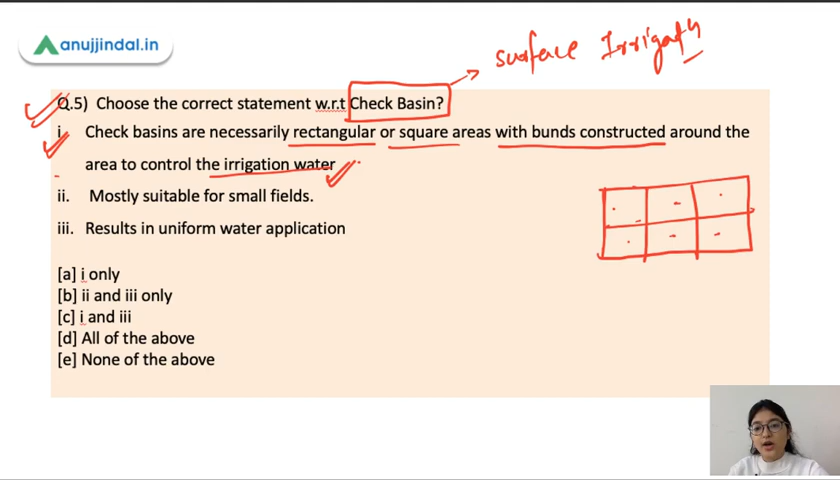 anujjindal.in
surface Irrigatn
Q.5) Choose the correct statement w.r.t Check Basin?
i. Check basins are necessarily rectangular or square areas with bunds constructed around the
area to control the irrigation water
ii. Mostly suitable for small fields.
iii. Results in uniform water application
[a] i only
[b] ii and iii only
[c] i and iii
[d] All of the above
[e] None of the above